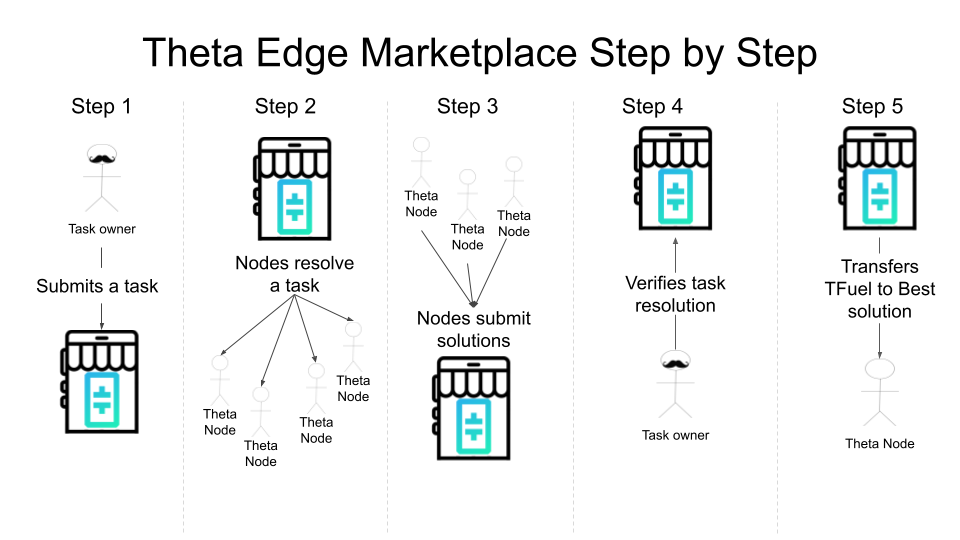 Theta Edge Marketplace Step by Step
Step 1
Task owner
Submits a task
Step 2
Nodes resolve
a task
Theta
Node
Theta
Node
Theta
Node
Theta
Node
Step 3
Theta
Node
Theta
Node
Theta
Node
Nodes submit
solutions
Step 4
Verifies task
resolution
Task owner
Step 5
Transfers
TFuel to Best
solution
Theta Node